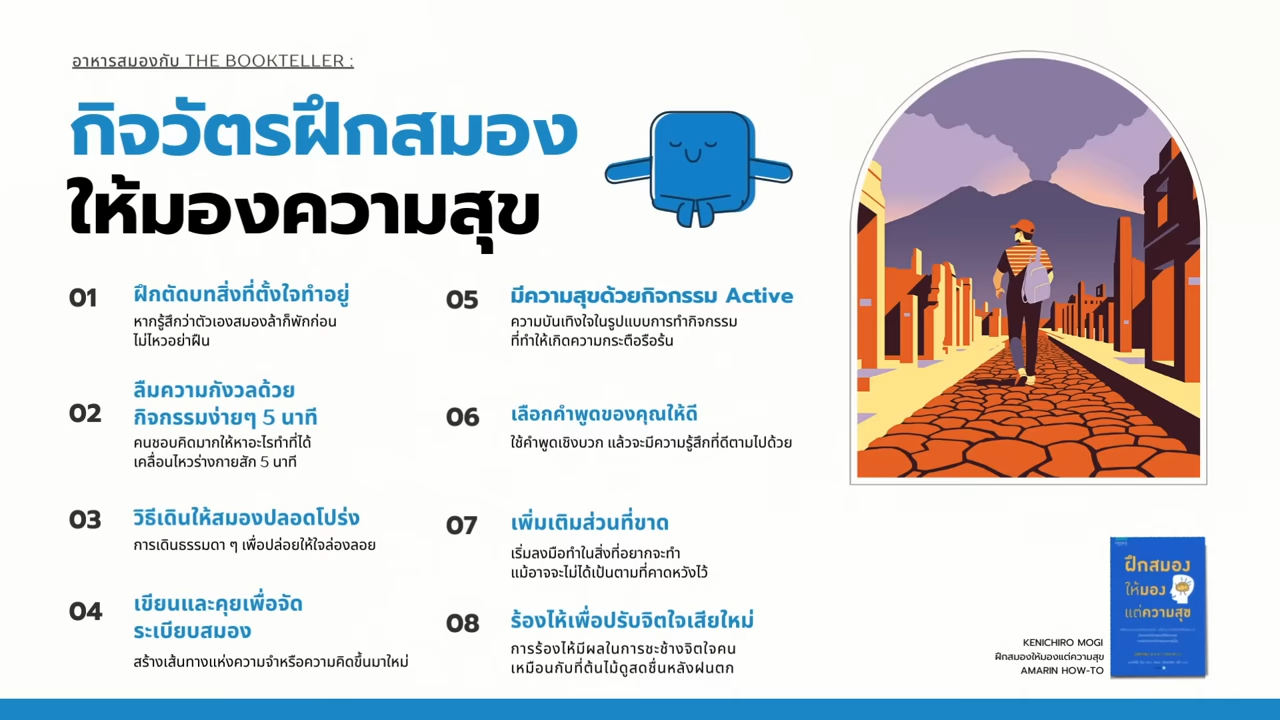 อาหารสมองกับ THE BOOKTELLER :
กิจวัตรฝึกสมอง
ให้มองความสุข
01
ฝึกตัดบทสิ่งที่ตั้งใจทำอยู่
หากรู้สึกว่าตัวเองสมองล้าก็พักก่อน
ไม่ไหวอย่าฝืน
02
ลืมความกังวลด้วย
กิจกรรมง่ายๆ 5 นาที
คนชอบคิดมากให้หาอะไรทำที่ได้
เคลื่อนไหวร่างกายสัก 5 นาที
03
วิธีเดินให้สมองปลอดโปร่ง
การเดินธรรมดา ๆ เพื่อปล่อยให้ใจล่องลอย
04
เขียนและคุยเพื่อจัด
ระเบียบสมอง
สร้างเส้นทางแห่งความจำหรือความคิดขึ้นมาใหม่
05
มีความสุขด้วยกิจกรรม Active
ความบันเทิงใจในรูปแบบการทำกิจกรรม
ที่ทำให้เกิดความกระตือรือร้น
06
เลือกคำพูดของคุณให้ดี
ใช้คำพูดเชิงบวก แล้วจะมีความรู้สึกที่ดีตามไปด้วย
07
เพิ่มเติมส่วนที่ขาด
เริ่มลงมือทำในสิ่งที่อยากจะทำ
แม้อาจจะไม่ได้เป็นตามที่คาดหวังไว้
08
ร้องไห้เพื่อปรับจิตใจเสียใหม่
การร้องไห้มีผลในการชะช้างจิตใจคน
เหมือนกับที่ต้นไม้ดูสดชื่นหลังฝนตก
ฝึกสมอง
ให้มอง
แต่ความสุข
KENICHIRO MOGI
ฝึกสมองให้มองแต่ความสุข
AMARIN HOW-TO